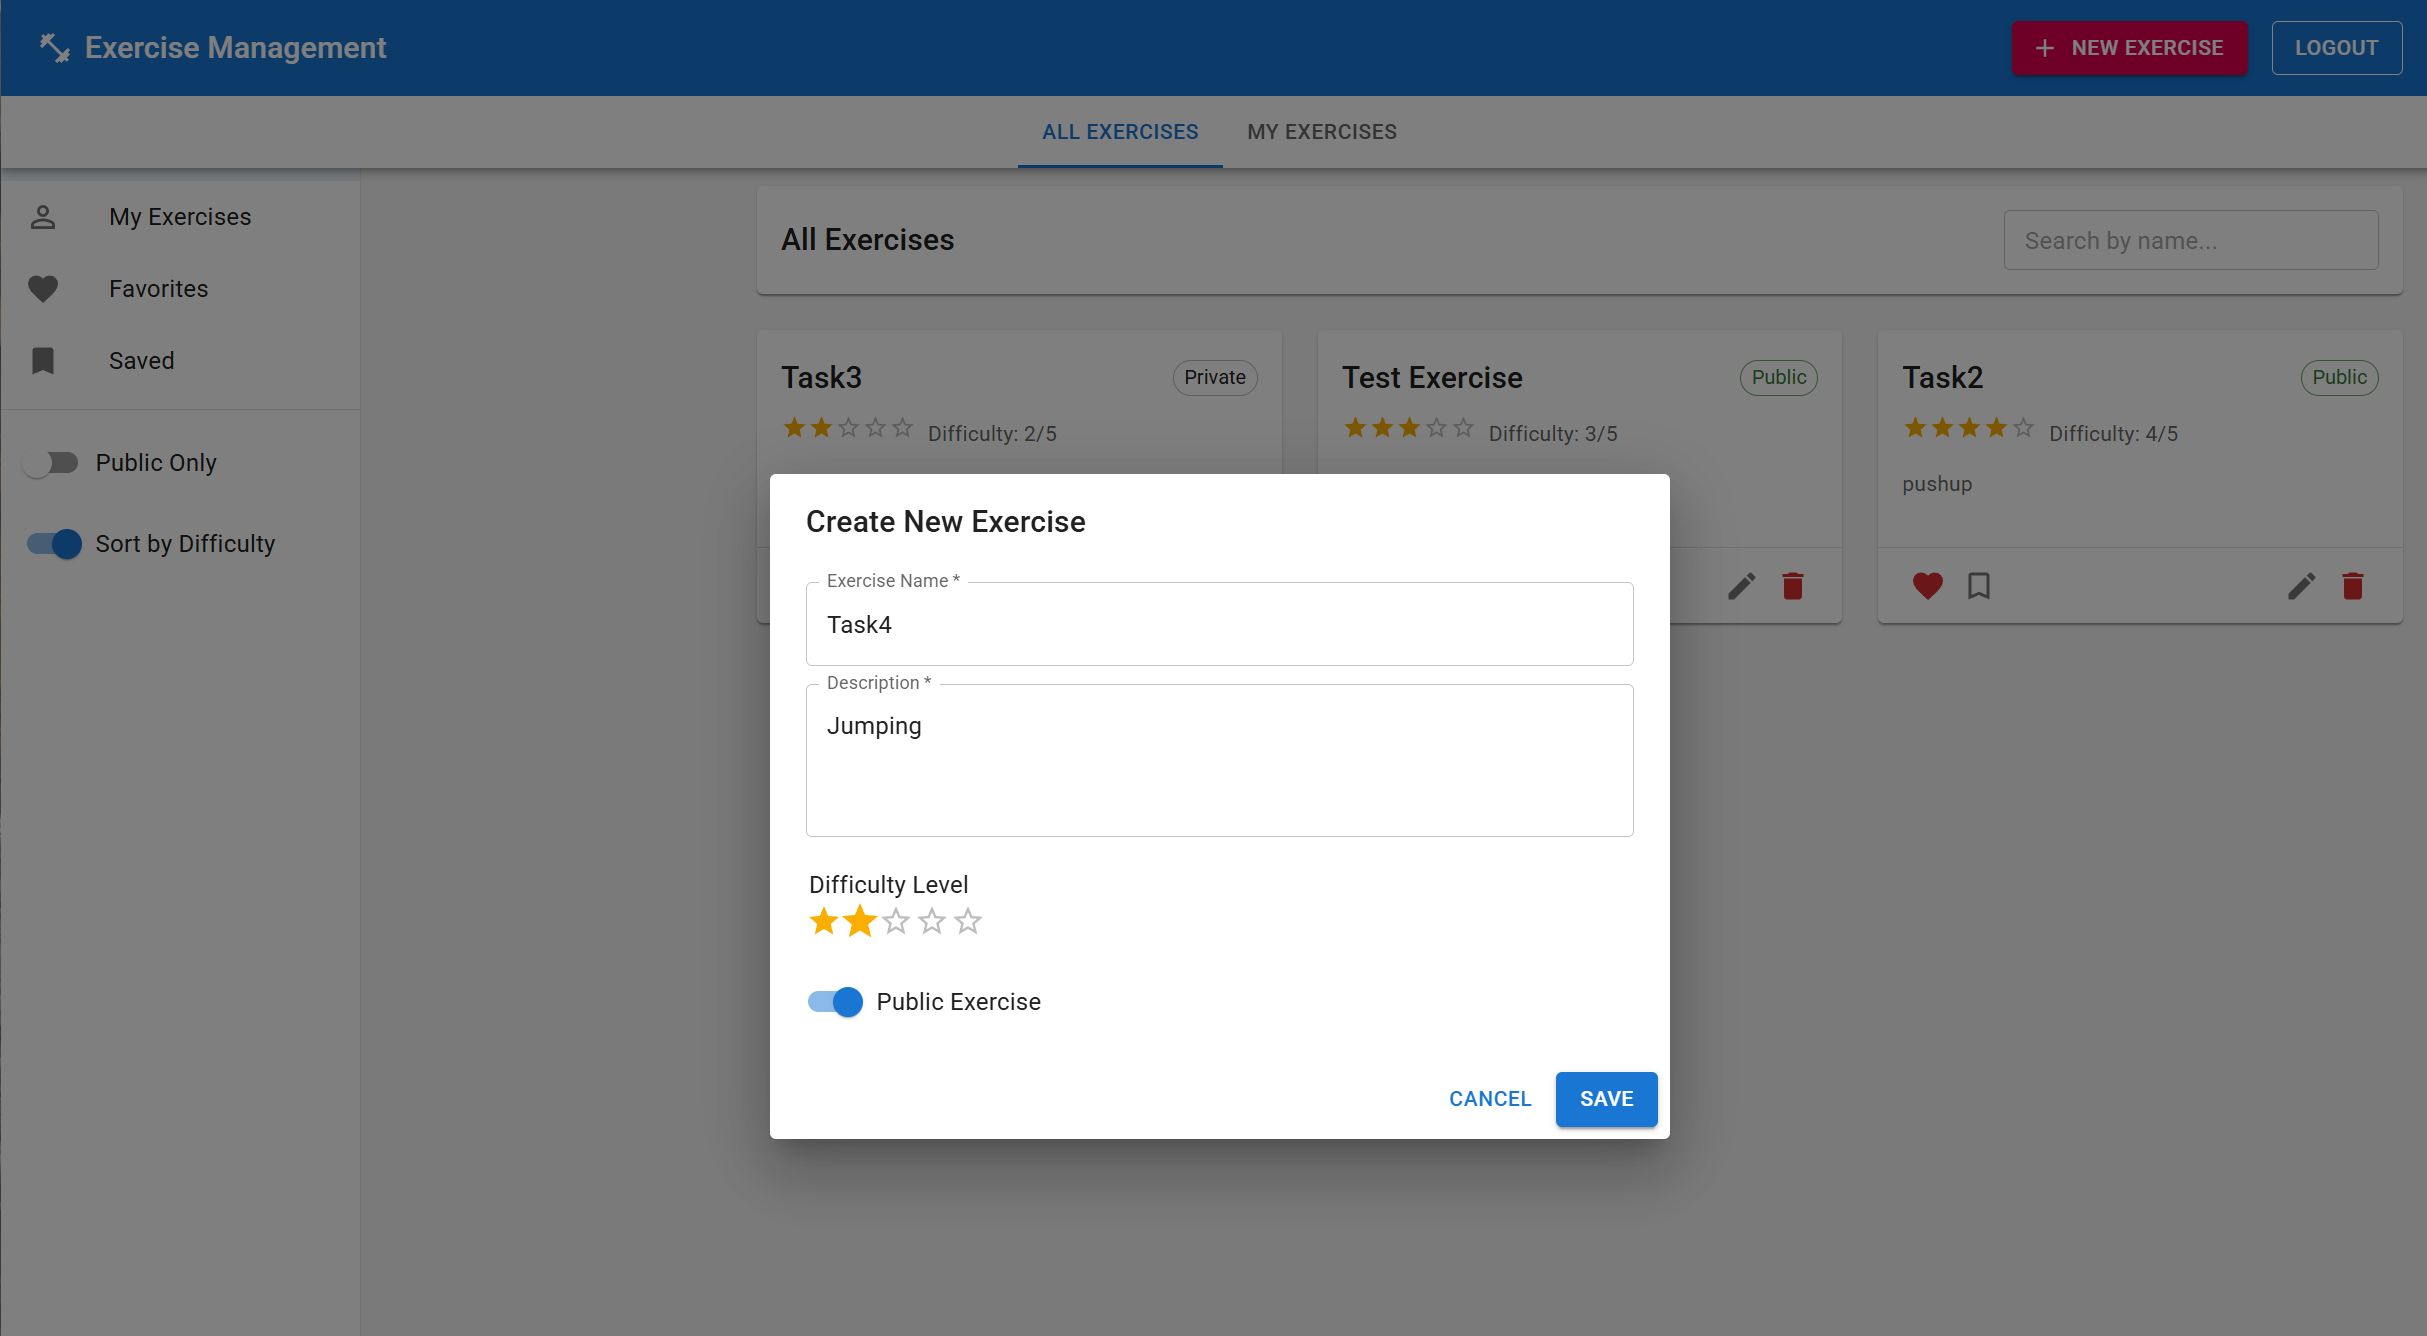 Exercise Management
NEW EXERCISE
LOGOUT
ALL EXERCISES
MY EXERCISES
My Exercises
Favorites
Saved
Public Only
Sort by Difficulty
All Exercises
Search by name...
Task3
Private
Difficulty: 2/5
Test Exercise
Public
Difficulty: 3/5
Task2
Public
Difficulty: 4/5
pushup
Create New Exercise
Exercise Name *
Task4
Description *
Jumping
Difficulty Level
Public Exercise
CANCEL
SAVE